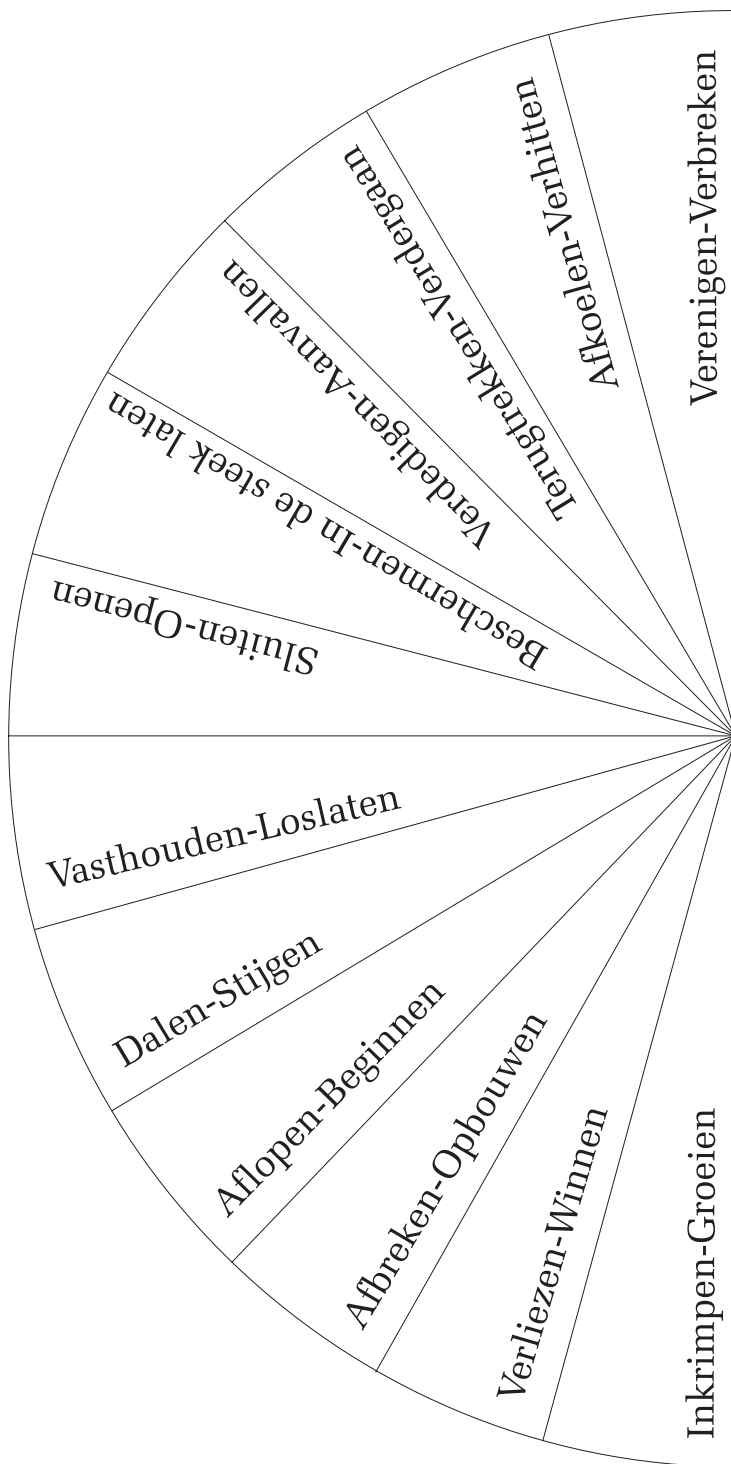 Verenigen-Verbreken
Afkoelen-Verhitten
Terugtrekken-Verdergaan
Verdedigen-Aanvallen
Beschermen-In de steek laten
Sluiten-Openen
Vasthouden-Loslaten
Dalen-Stijgen
Aflopen-Beginnen
Afbreken-Opbouwen
Verliezen-Winnen
Inkrimpen-Groeien